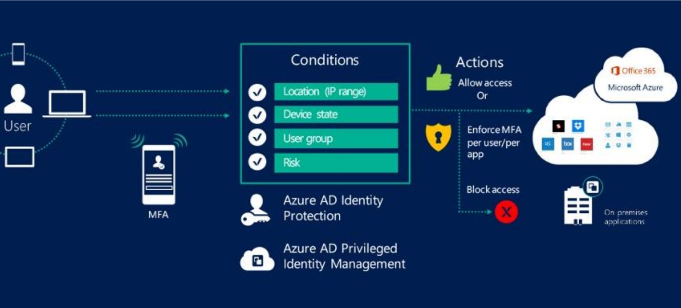 User
MFA
Conditions
Location (IP range)
Device state
User group
Risk
Azure AD Identity
Protection
Azure AD Privileged
Identity Management
Actions
Allow access
Or
Enforce MFA
per user/per
app
Block access
Office 365
Microsoft Azure
box
On-premises
applications